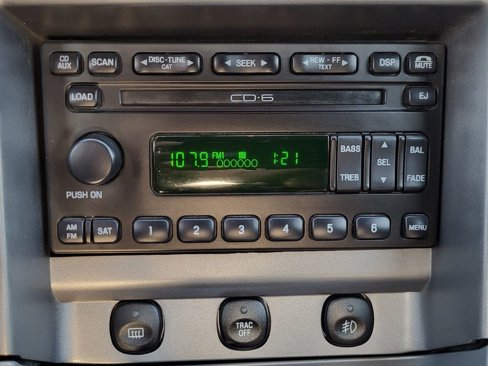 CD AUX
SCAN
DISC-TUNE
CAT
SEEK
REW - FF
TEXT
DSP
MUTE
LOAD
CD·6
EJ
107.9 FM1 1:21
BASS
TREB
SEL
BAL
FADE
PUSH ON
AM FM
SAT
1 2 3 4 5 6
MENU
TRAC
OFF